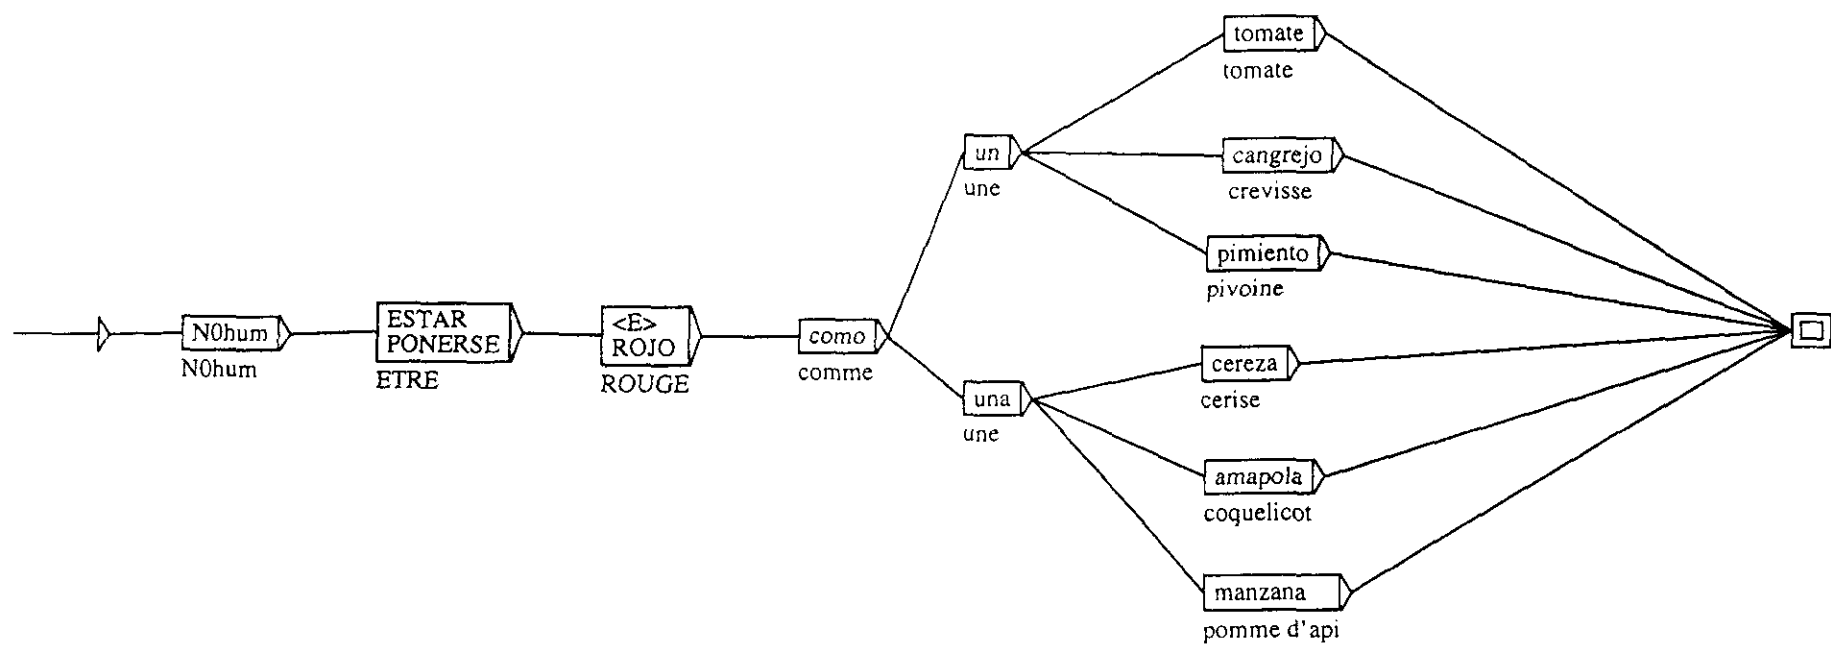 N0hum
N0hum
ESTAR
PONERSE
ETRE
<E>
ROJO
ROUGE
como
comme
un
une
una
une
tomate
tomate
cangrejo
crevisse
pimiento
pivoine
cereza
cerise
amapola
coquelicot
manzana
pomme d'api